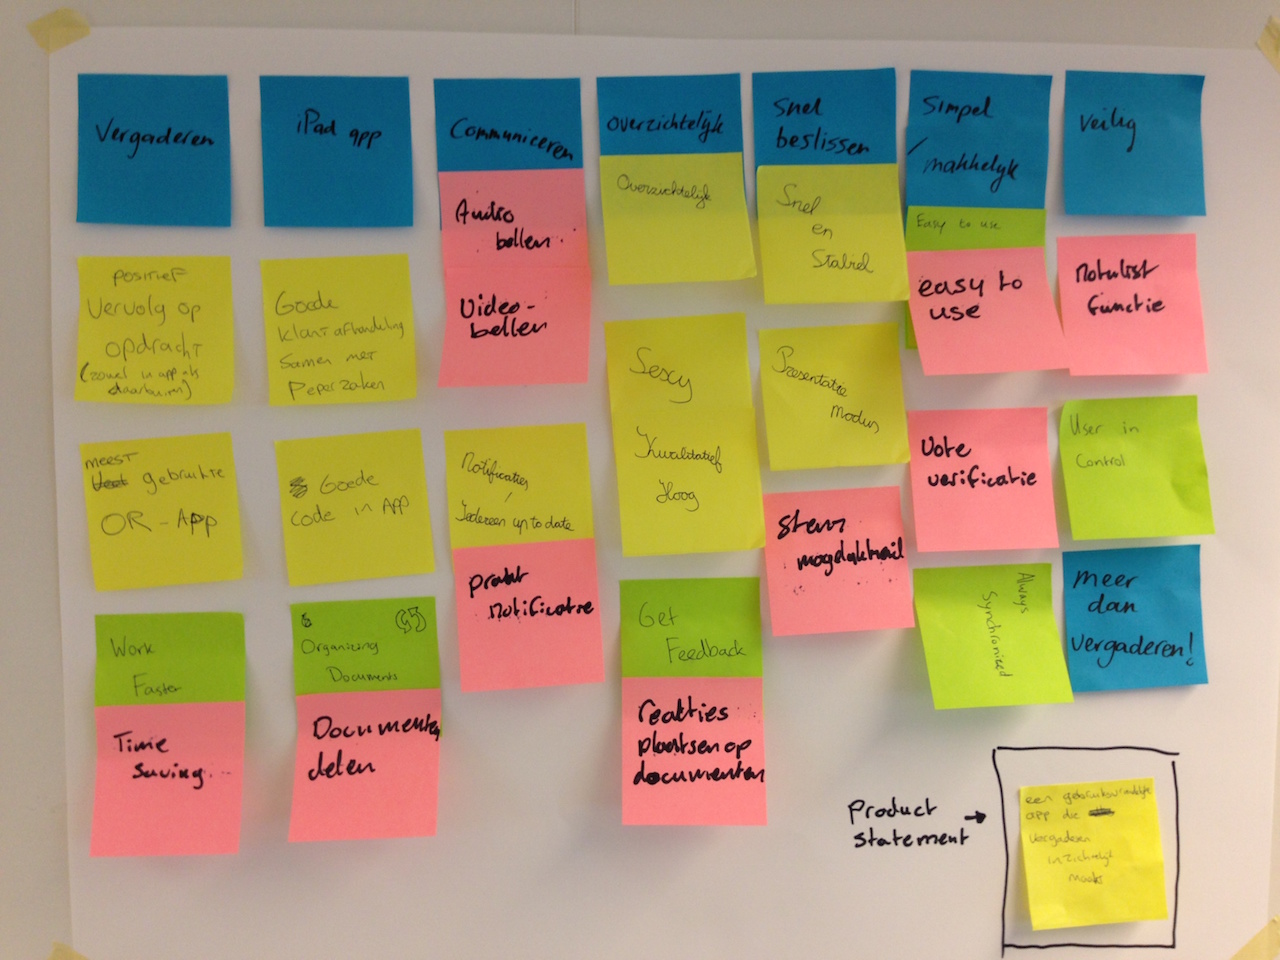 Vergaderen
iPad app
Communiceren
overzichtelijk
Snel
beslissen
Simpel
/
makkelijk
Veilig
Audio
bellen
Video-
bellen
Overzichtelijk
Snel
en
Stabiel
Easy to use
easy to
use
Notulist
functie
Positief
Vervolg op
opdracht
(zowel in app als
daarbuiten)
Goede
klantafhandeling
Samen met
Peperzaken
Sexy
Kwalitatief
Hoog
Presentatie
modus
Vote
verificatie
User in
Control
MEEST
gebruikte
OR-App
Goede
code in App
Notificaties
/
Iedereen up to date
notificatie
Stem
mogelijkheid
Always
Synchronized
Meer
dan
vergaderen!
Work
Faster
Time
Saving.
Organizing
Documents
Documenten
delen
Get
Feedback
reakties
plaatsen op
documenten
Product
Statement →
een gebruiksvriendelijke
app die
vergaderen
inzichtelijk
maakt